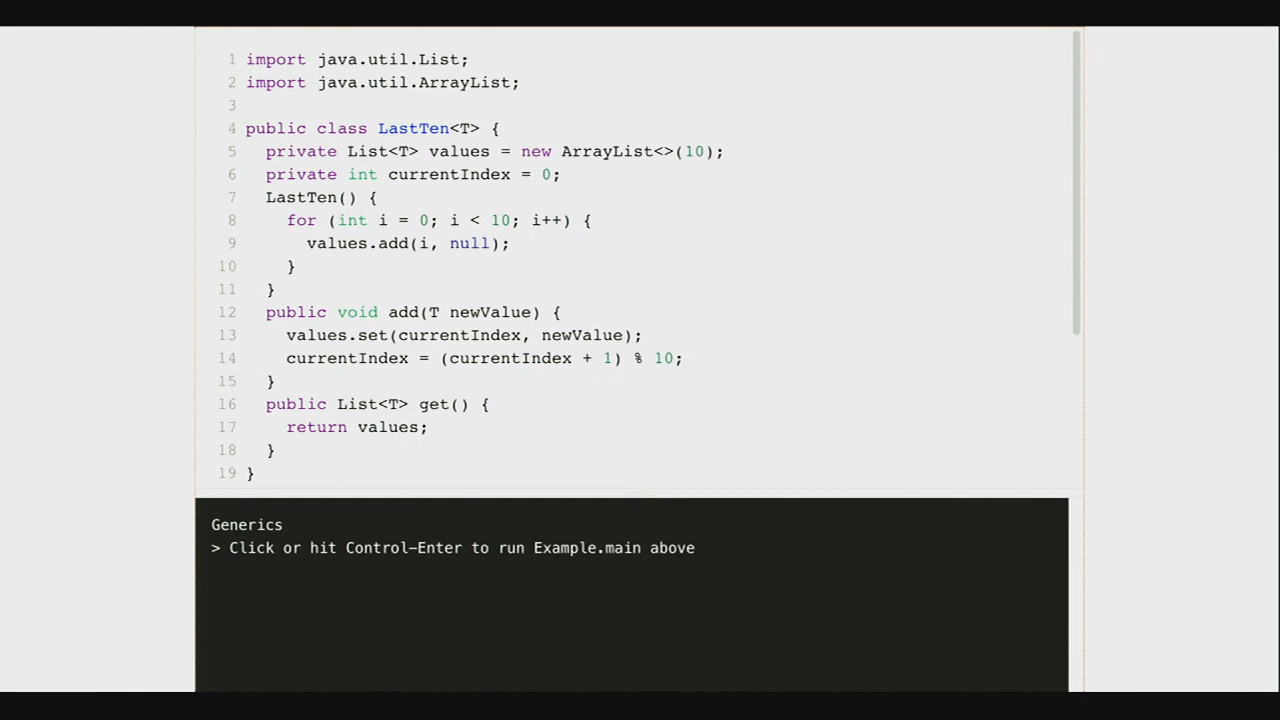 1 import java.util.List;
2 import java.util.ArrayList;
3
4 public class LastTen<T> {
5   private List<T> values = new ArrayList<>(10);
6   private int currentIndex = 0;
7   LastTen() {
8     for (int i = 0; i < 10; i++) {
9       values.add(i, null);
10     }
11   }
12   public void add(T newValue) {
13     values.set(currentIndex, newValue);
14     currentIndex = (currentIndex + 1) % 10;
15   }
16   public List<T> get() {
17     return values;
18   }
19 }
Generics
> Click or hit Control-Enter to run Example.main above